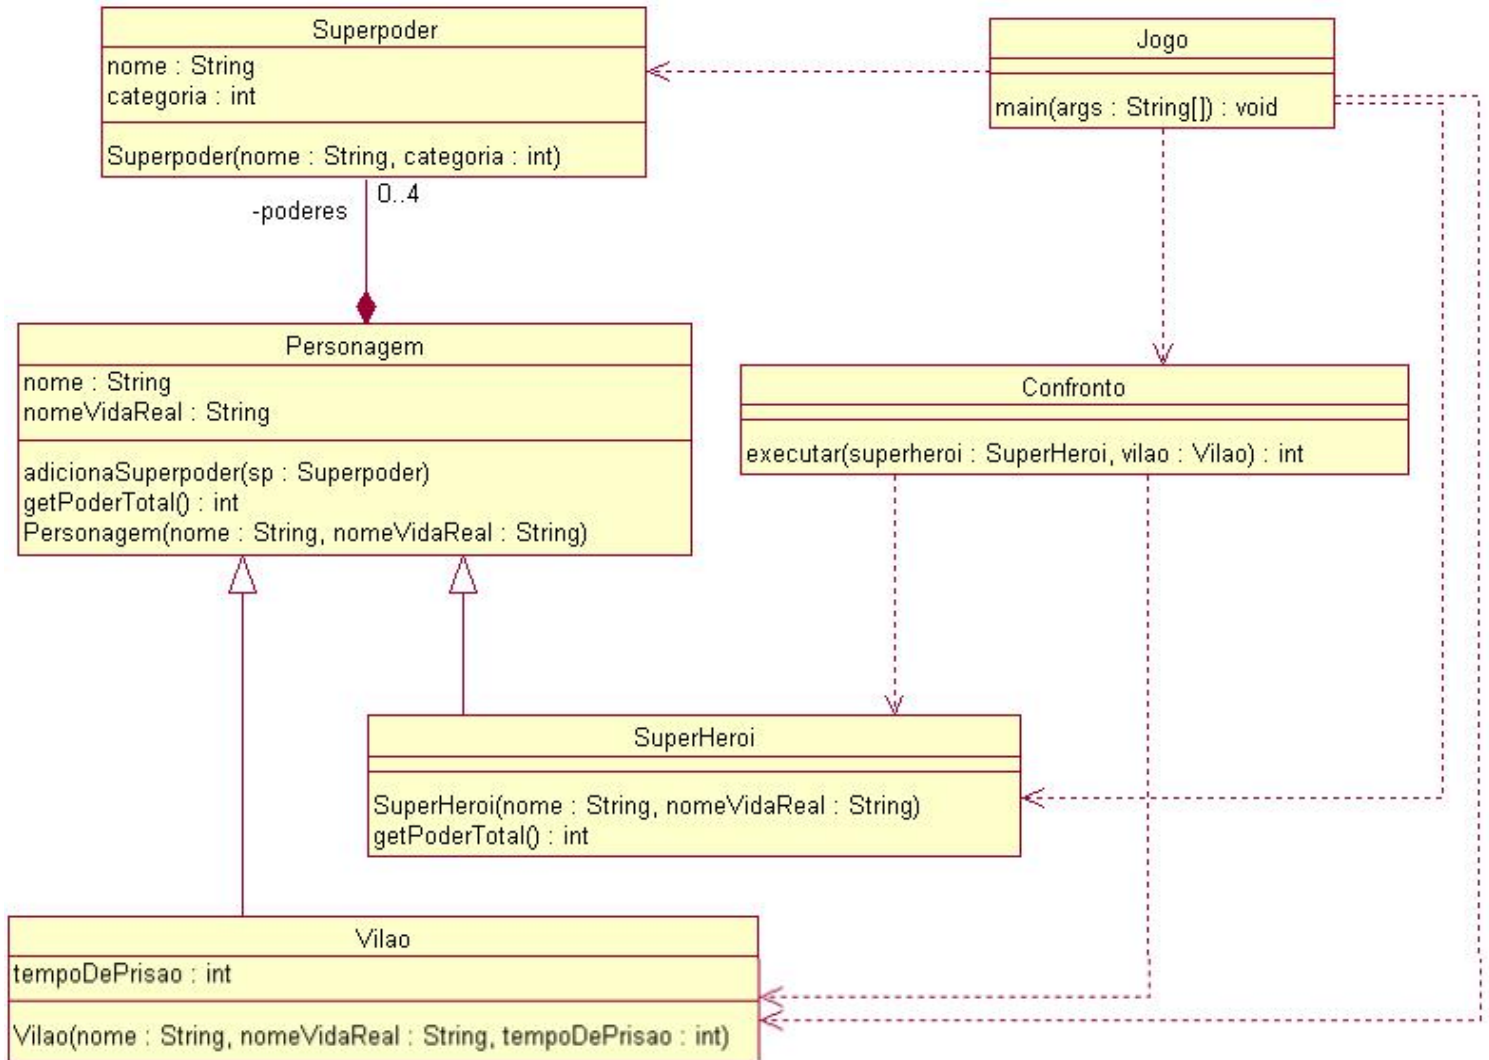 Superpoder
nome : String
categoria : int
Superpoder(nome : String, categoria : int)
Jogo
main(args : String[]) : void
-poderes
0..4
Personagem
nome : String
nomeVidaReal : String
adicionaSuperpoder(sp : Superpoder)
getPoderTotal() : int
Personagem(nome : String, nomeVidaReal : String)
Confronto
executar(superheroi : SuperHeroi, vilao : Vilao) : int
SuperHeroi
SuperHeroi(nome : String, nomeVidaReal : String)
getPoderTotal() : int
Vilao
tempoDePrisao : int
Vilao(nome : String, nomeVidaReal : String, tempoDePrisao : int)